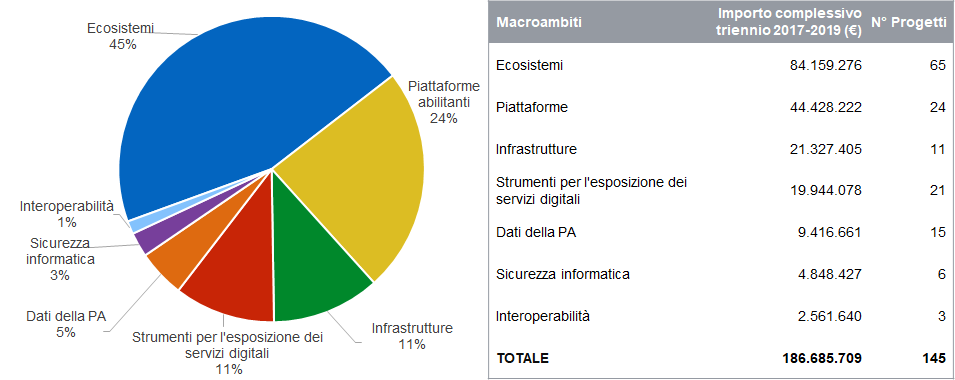 Ecosistemi
45%
Piattaforme
abilitanti
24%
Interoperabilità
1%
Sicurezza
informatica
3%
Dati della PA
5%
Strumenti per l'esposizione dei
servizi digitali
11%
Infrastrutture
11%
Macroambiti Importo complessivo triennio 2017-2019 (€) N° Progetti
Ecosistemi 84.159.276 65
Piattaforme 44.428.222 24
Infrastrutture 21.327.405 11
Strumenti per l'esposizione dei
servizi digitali 19.944.078 21
Dati della PA 9.416.661 15
Sicurezza informatica 4.848.427 6
Interoperabilità 2.561.640 3
TOTALE 186.685.709 145